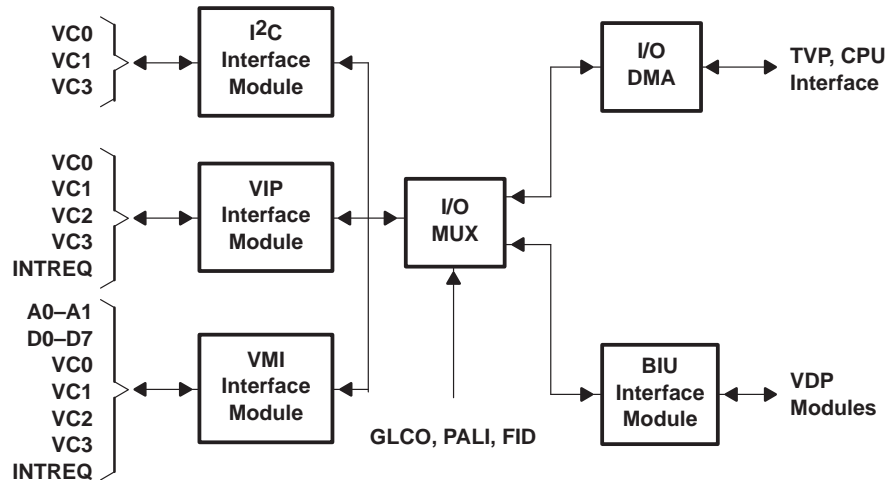 VC0
VC1
VC3
I2C
Interface
Module
I/O
DMA
TVP, CPU
Interface
VC0
VC1
VC2
VC3
INTREQ
VIP
Interface
Module
I/O
MUX
A0–A1
D0–D7
VC0
VC1
VC2
VC3
INTREQ
VMI
Interface
Module
GLCO, PALI, FID
BIU
Interface
Module
VDP
Modules